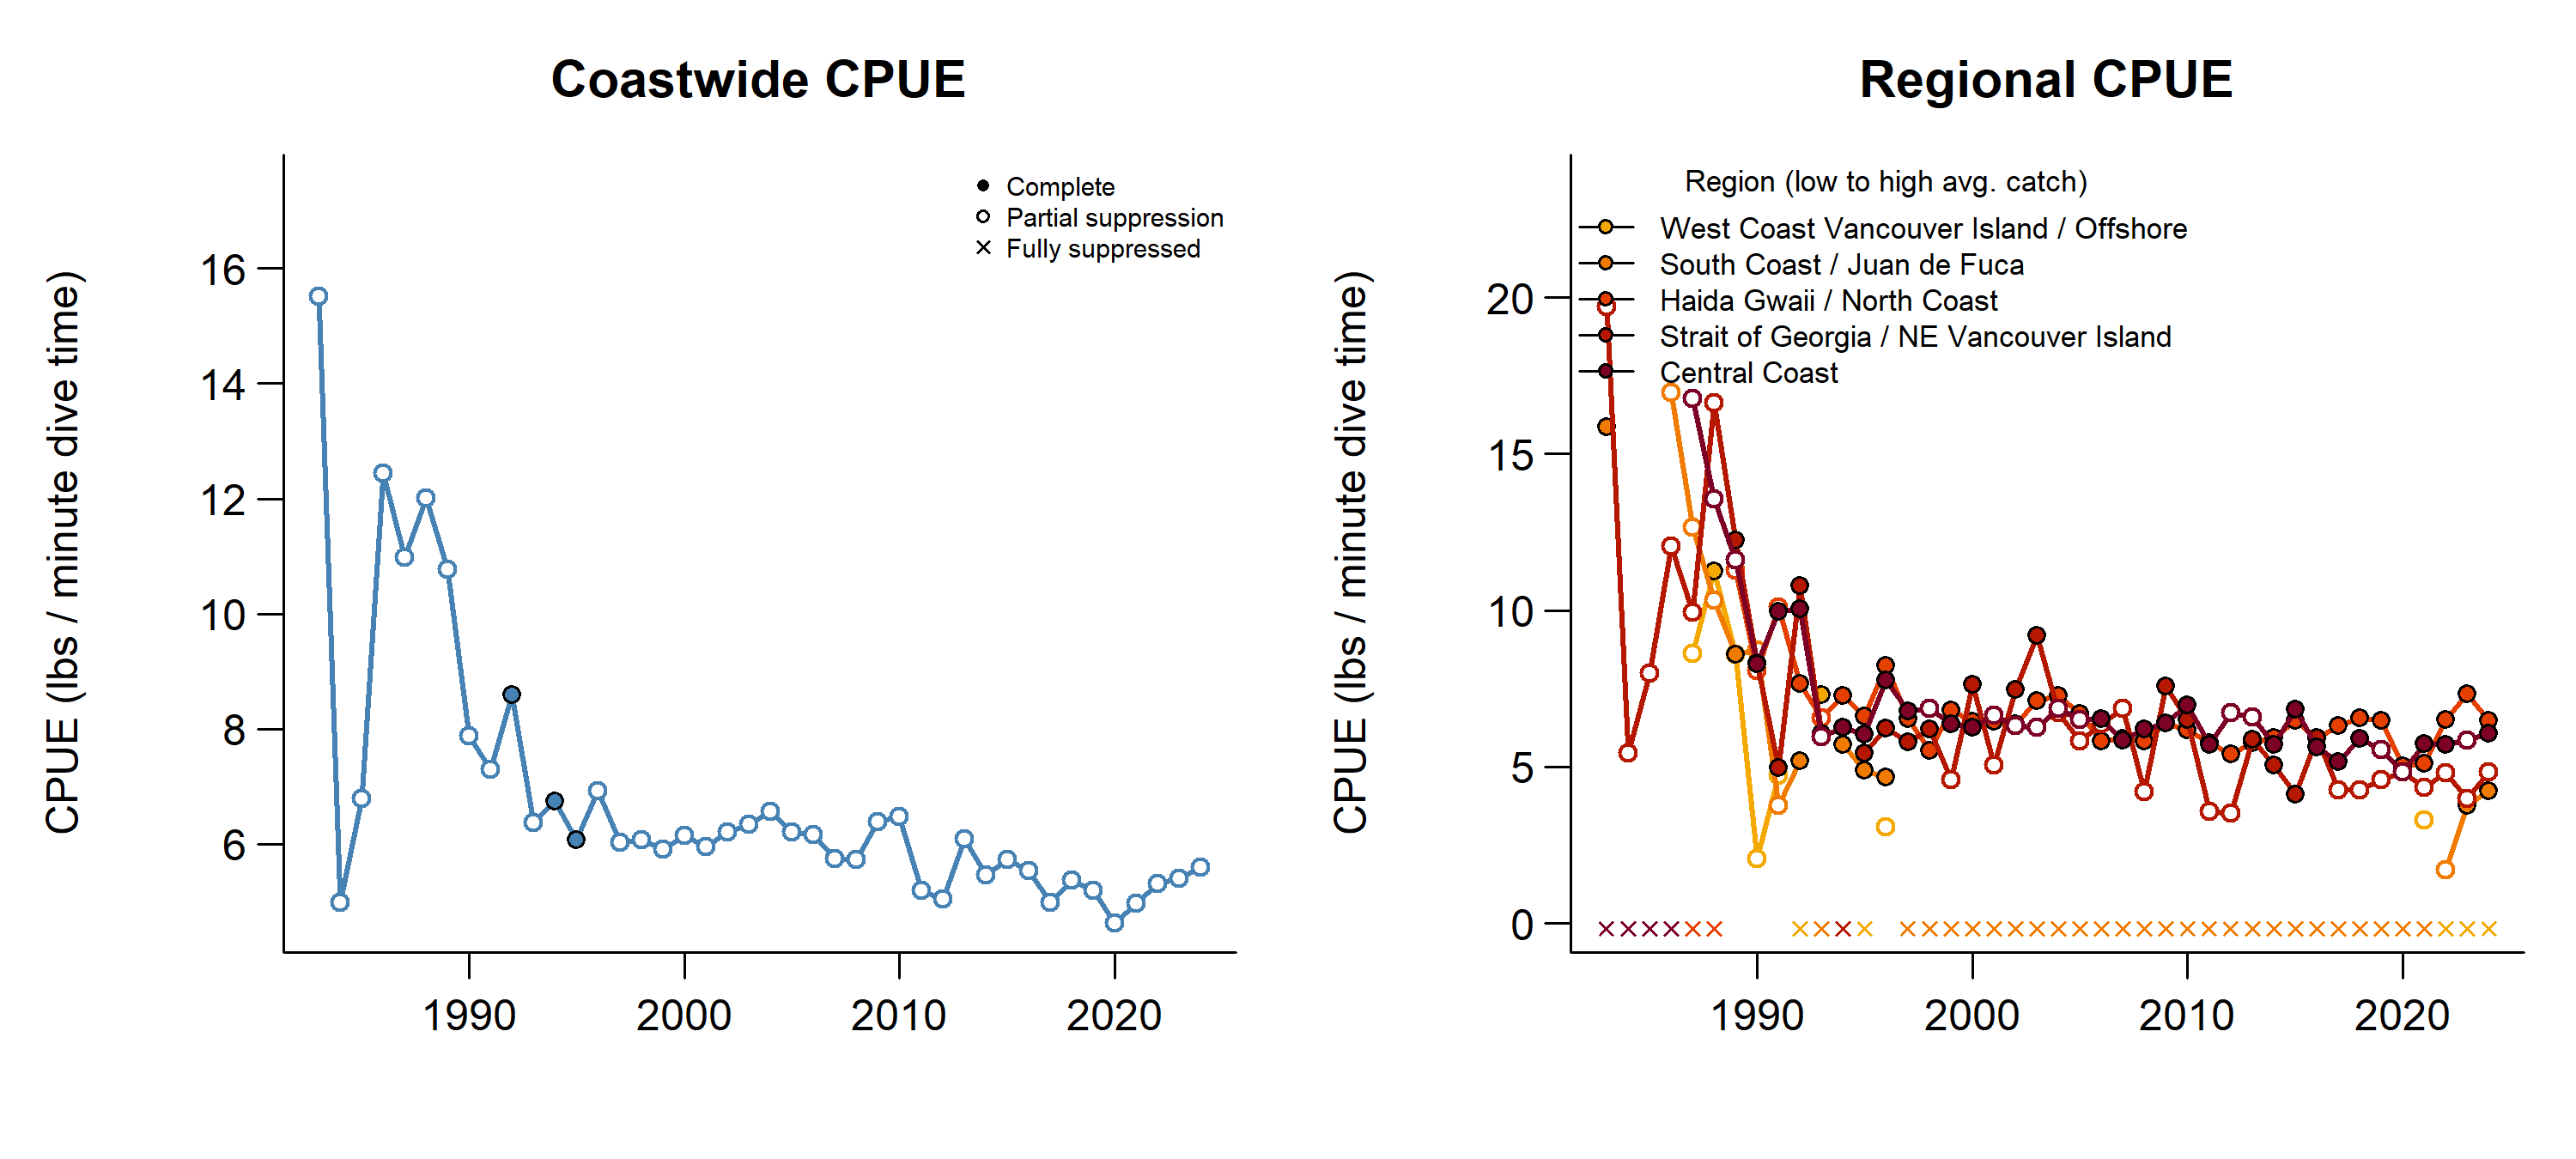 Coastwide CPUE
CPUE (lbs / minute dive time)
16
14
12
10
8
6
1990
2000
2010
2020
Complete
Partial suppression
Fully suppressed
Regional CPUE
CPUE (lbs / minute dive time)
20
15
10
5
0
1990
2000
2010
2020
Region (low to high avg. catch)
West Coast Vancouver Island / Offshore
South Coast / Juan de Fuca
Haida Gwaii / North Coast
Strait of Georgia / NE Vancouver Island
Central Coast